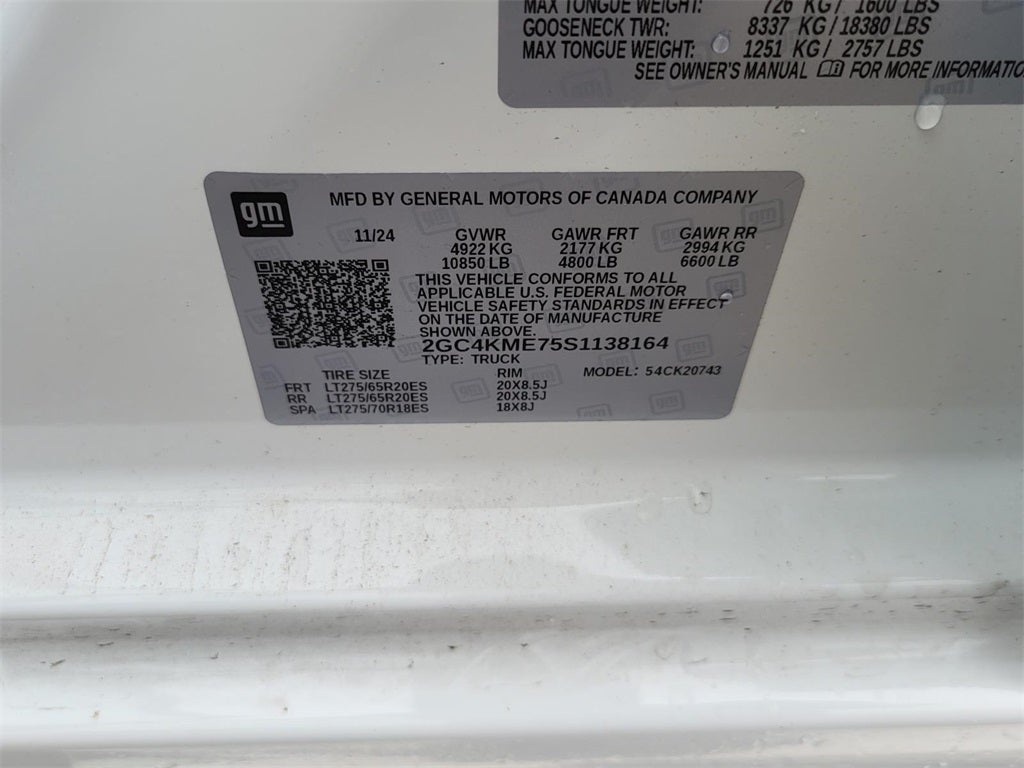 MAX TONGUE WEIGHT: 726 KG / 1600 LBS
GOOSENECK TWR: 8337 KG / 18380 LBS
MAX TONGUE WEIGHT: 1251 KG / 2757 LBS
SEE OWNER'S MANUAL FOR MORE INFORMATIO
gm
MFD BY GENERAL MOTORS OF CANADA COMPANY
11/24 GVWR GAWR FRT GAWR RR
4922 KG 2177 KG 2994 KG
10850 LB 4800 LB 6600 LB
THIS VEHICLE CONFORMS TO ALL
APPLICABLE U.S. FEDERAL MOTOR
VEHICLE SAFETY STANDARDS IN EFFECT
ON THE DATE OF MANUFACTURE
SHOWN ABOVE.
2GC4KME75S1138164
TYPE: TRUCK
TIRE SIZE RIM MODEL: 54CK20743
FRT LT275/65R20ES 20X8.5J
RR LT275/65R20ES 20X8.5J
SPA LT275/70R18ES 18X8J